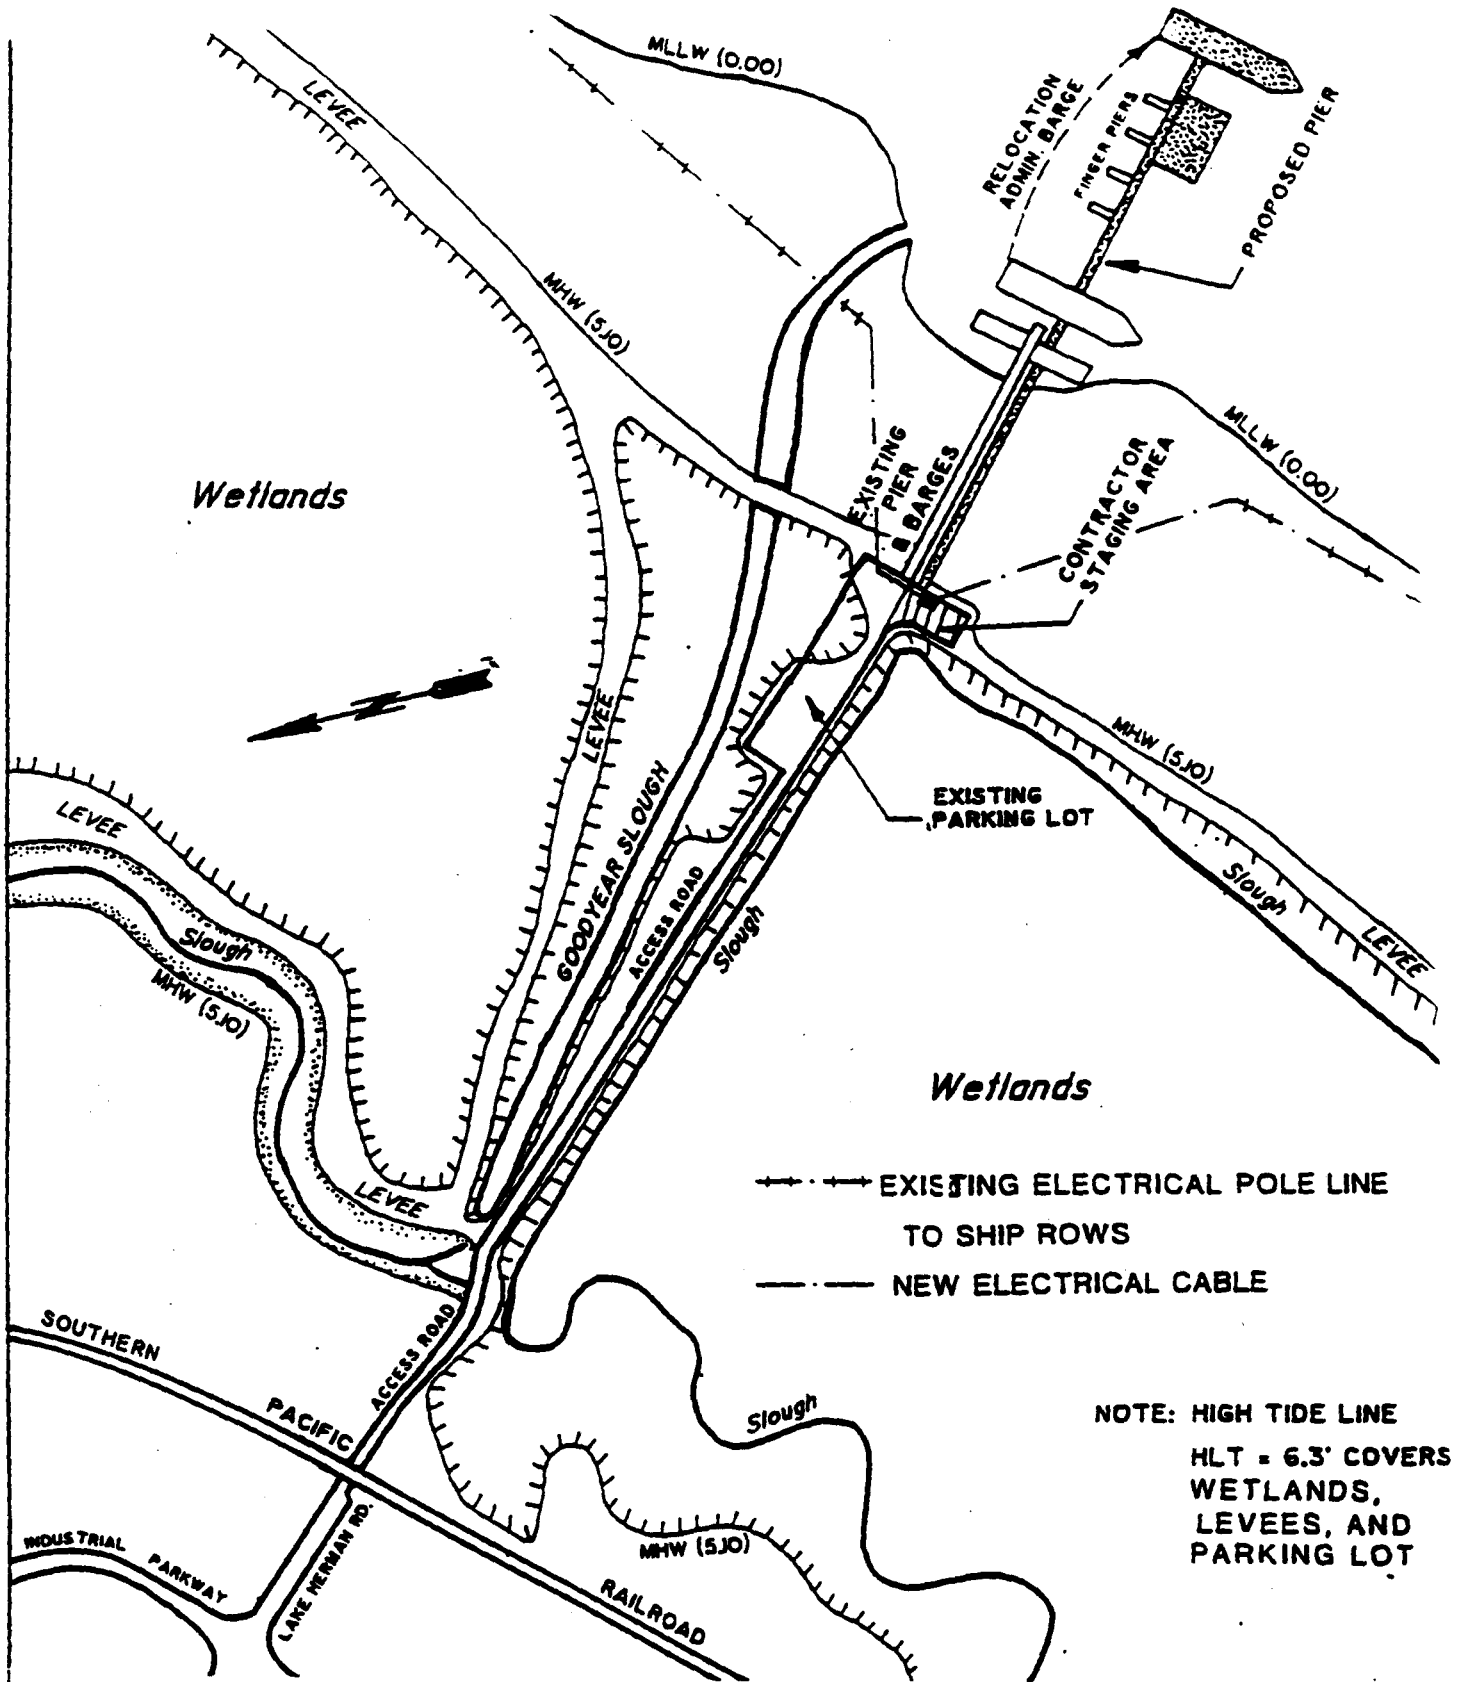 MLLW (0.00)
LEVEE
RELOCATION
ADMIN. BARGE
FINGER PIERS
PROPOSED PIER
MHW (5.10)
Wetlands
EXISTING
PIER
& BARGES
CONTRACTOR
STAGING AREA
MLLW (0.00)
LEVEE
GOODYEAR SLOUGH
MHW (5.10)
EXISTING
PARKING LOT
LEVEE
Slough
MHW (5.10)
ACCESS ROAD
Slough
Slough
LEVEE
Wetlands
LEVEE
EXISTING ELECTRICAL POLE LINE
TO SHIP ROWS
NEW ELECTRICAL CABLE
SOUTHERN
PACIFIC
RAILROAD
ACCESS ROAD
Slough
MHW (5.10)
INDUSTRIAL
PARKWAY
LAKE HERMAN RD.
NOTE: HIGH TIDE LINE
HLT = 6.3' COVERS
WETLANDS,
LEVEES, AND
PARKING LOT